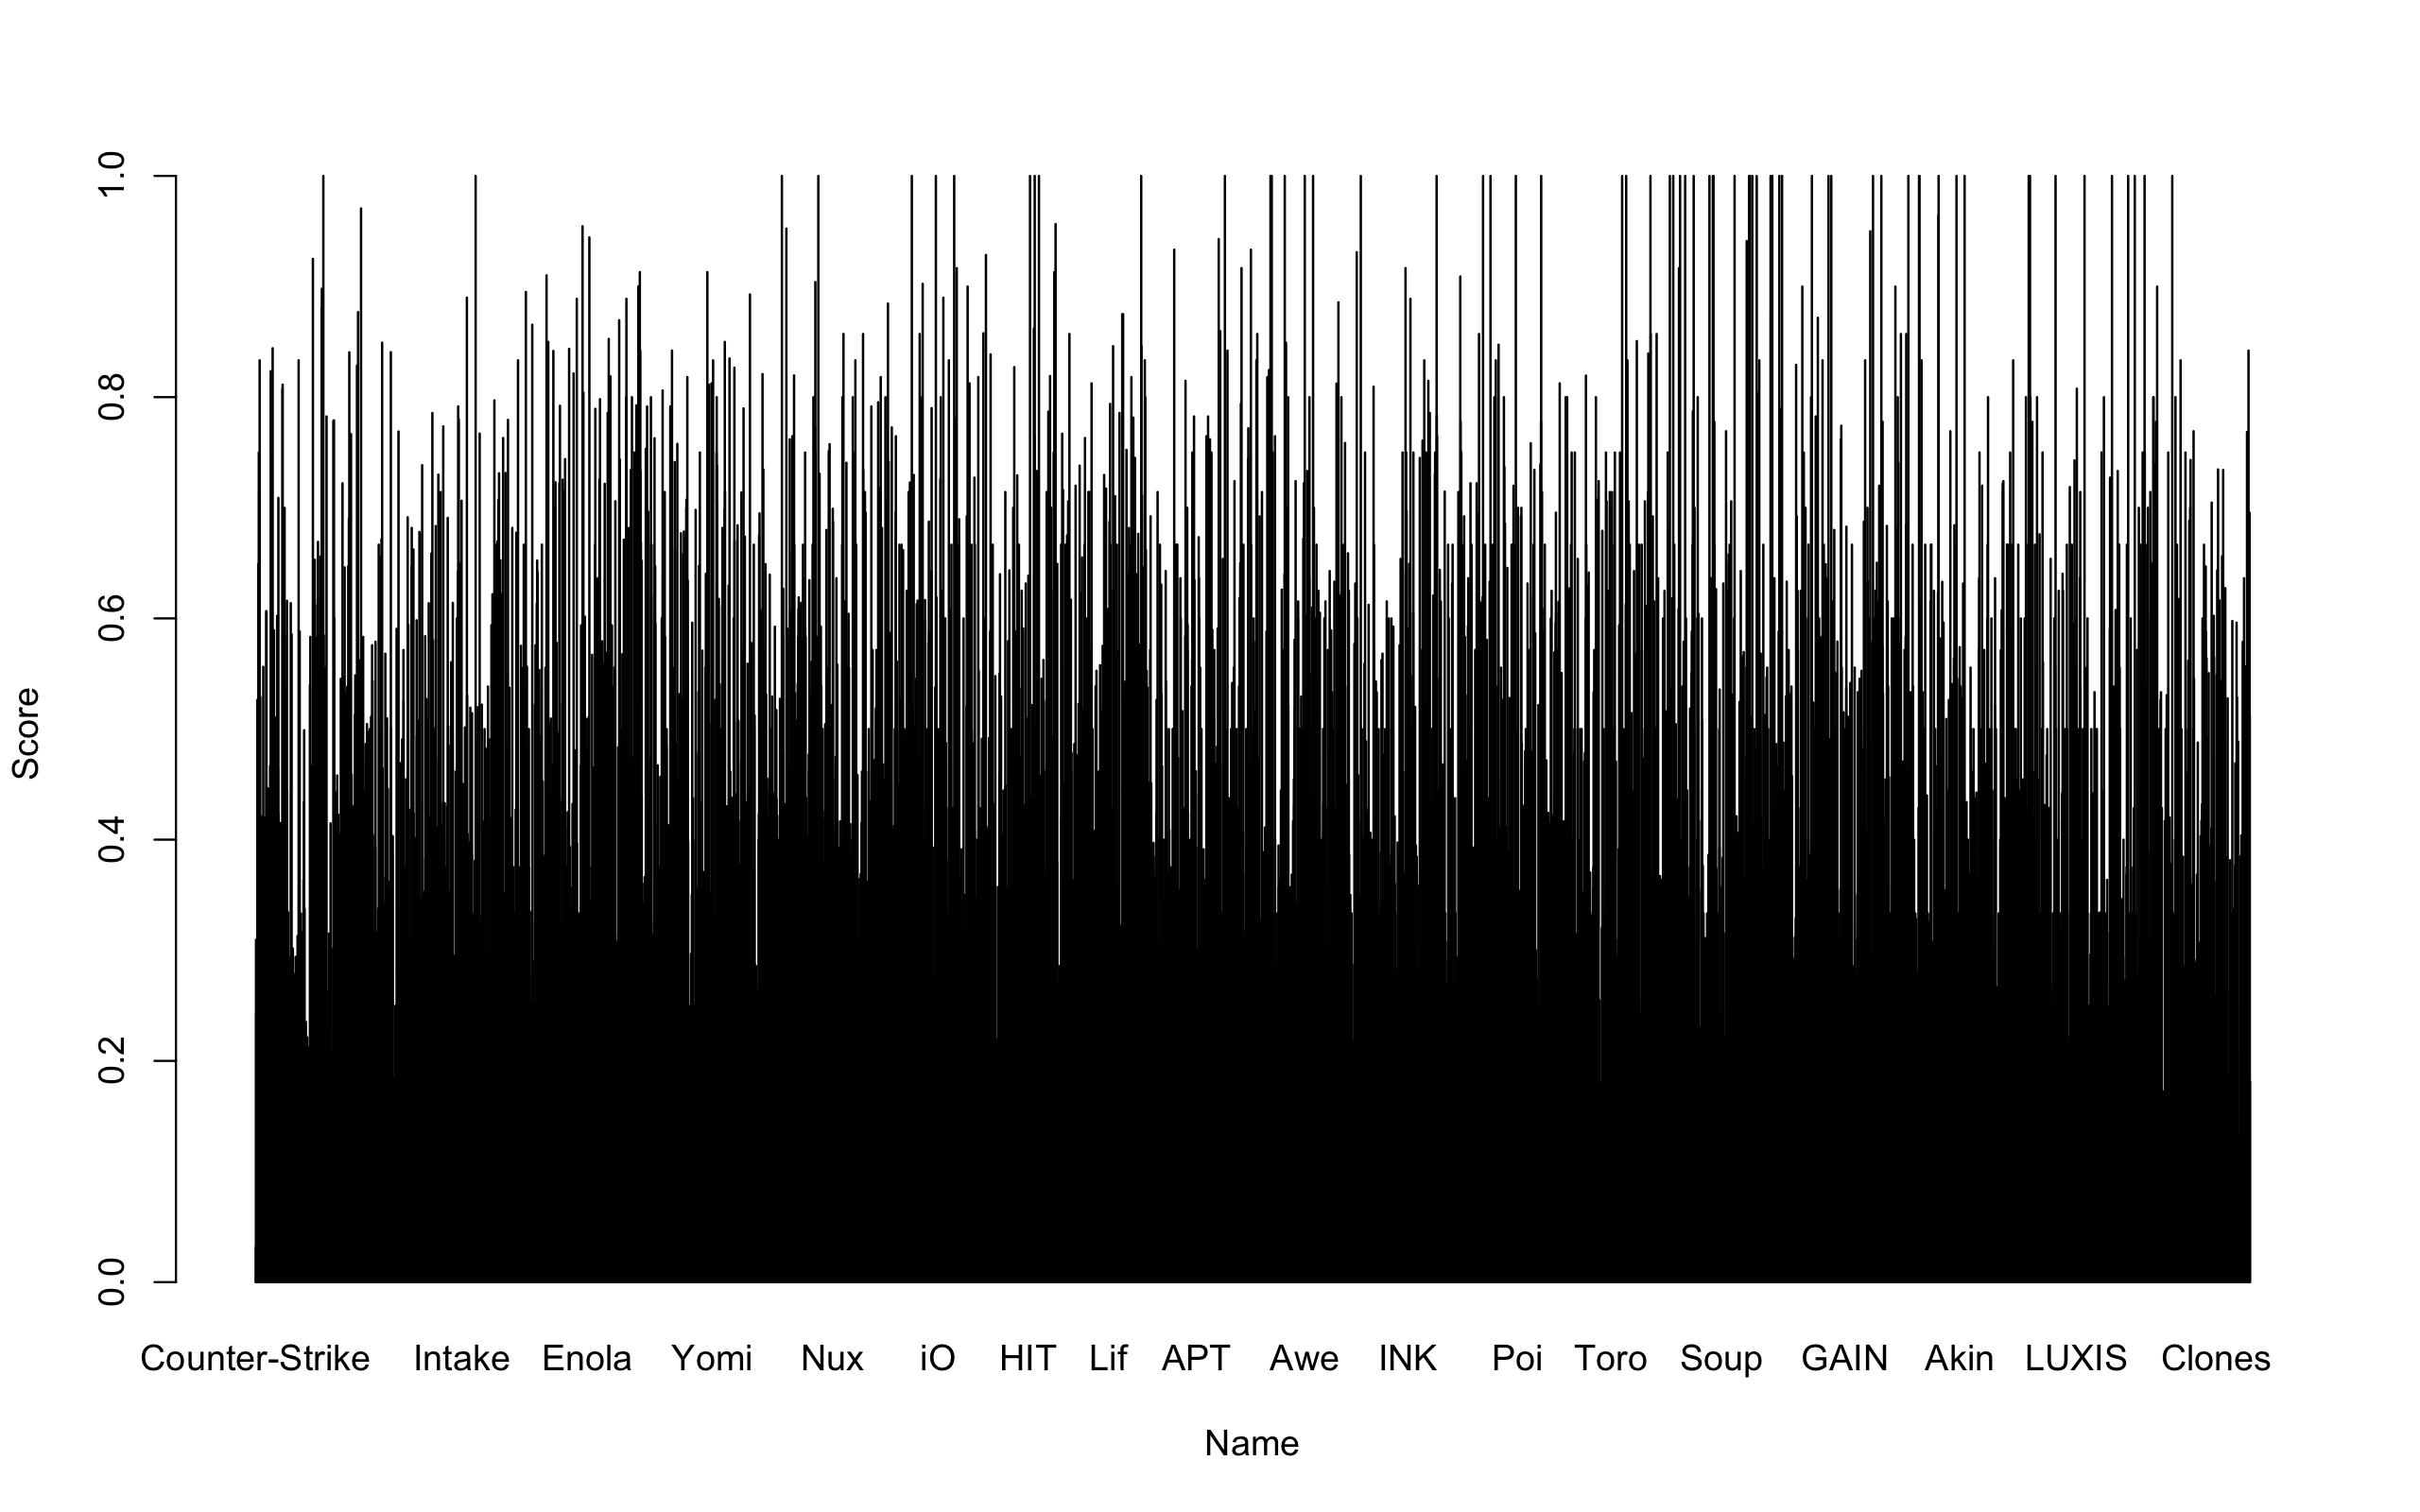 1.0
0.8
0.6
0.4
0.2
0.0
Score
Counter-Strike Intake Enola Yomi Nux iO HIT Lif APT Awe INK Poi Toro Soup GAIN Akin LUXIS Clones
Name